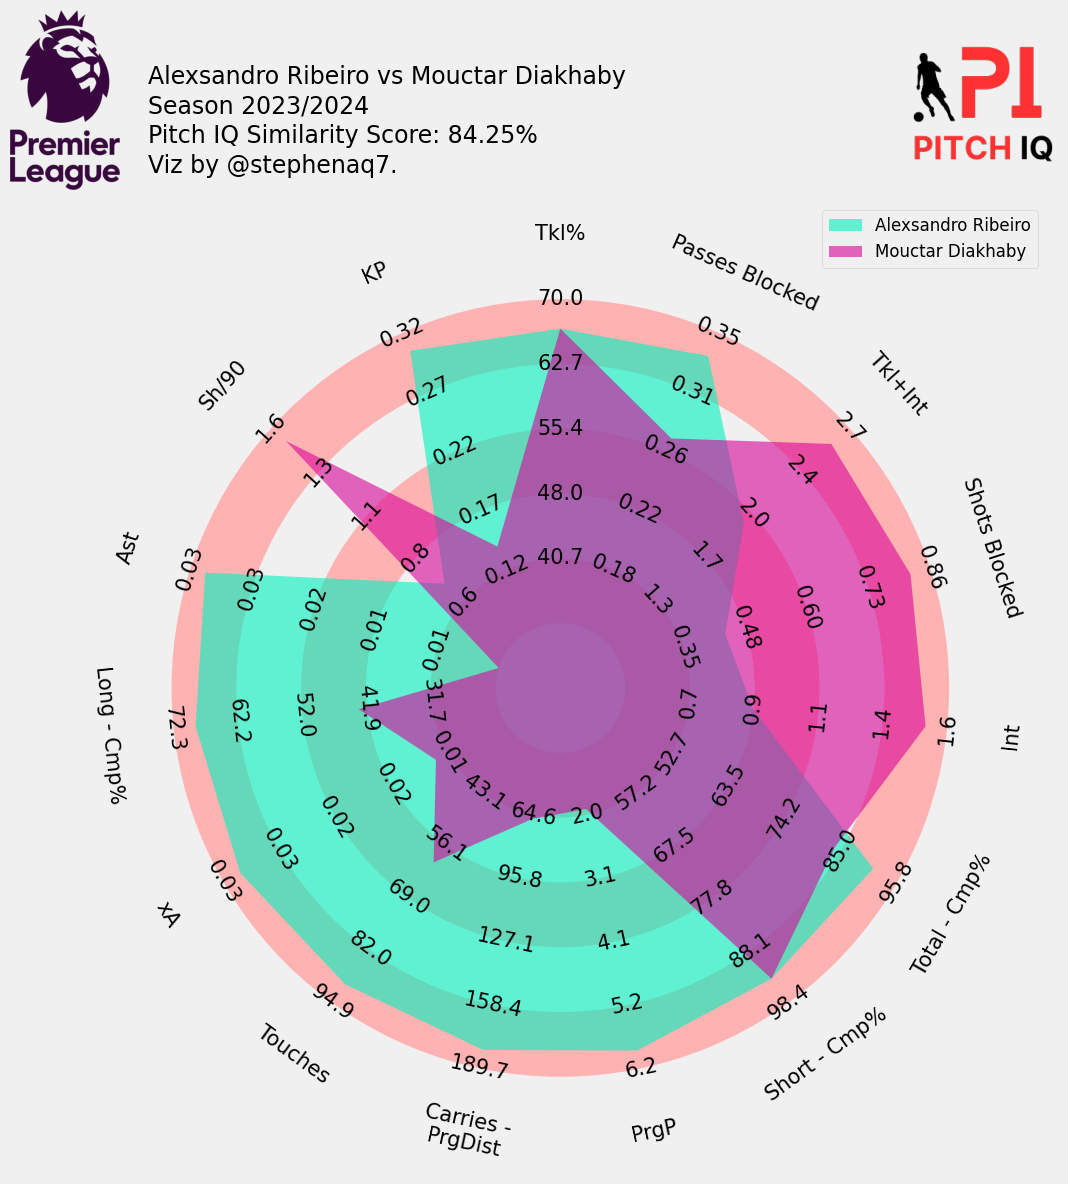 Premier
League
Alexsandro Ribeiro vs Mouctar Diakhaby
Season 2023/2024
Pitch IQ Similarity Score: 84.25%
Viz by @stephenaq7.
PI
PITCH IQ
Alexsandro Ribeiro
Mouctar Diakhaby
Tkl%
70.0
62.7
55.4
48.0
40.7
Passes Blocked
0.35
0.31
0.26
0.22
0.18
Tkl+Int
2.7
2.4
2.0
1.7
1.3
Shots Blocked
0.86
0.73
0.60
0.48
0.35
Int
1.6
1.4
1.1
0.9
0.7
Total - Cmp%
95.8
85.0
74.2
63.5
52.7
Short - Cmp%
98.4
88.1
77.8
67.5
57.2
PrgP
6.2
5.2
4.1
3.1
2.0
Carries -
PrgDist
189.7
158.4
127.1
95.8
64.6
Touches
94.9
82.0
69.0
56.1
43.1
xA
0.03
0.03
0.02
0.02
0.01
Long - Cmp%
72.3
62.2
52.0
41.9
31.7
Ast
0.03
0.03
0.02
0.01
0.01
Sh/90
1.6
1.3
1.1
0.8
0.6
KP
0.32
0.27
0.22
0.17
0.12